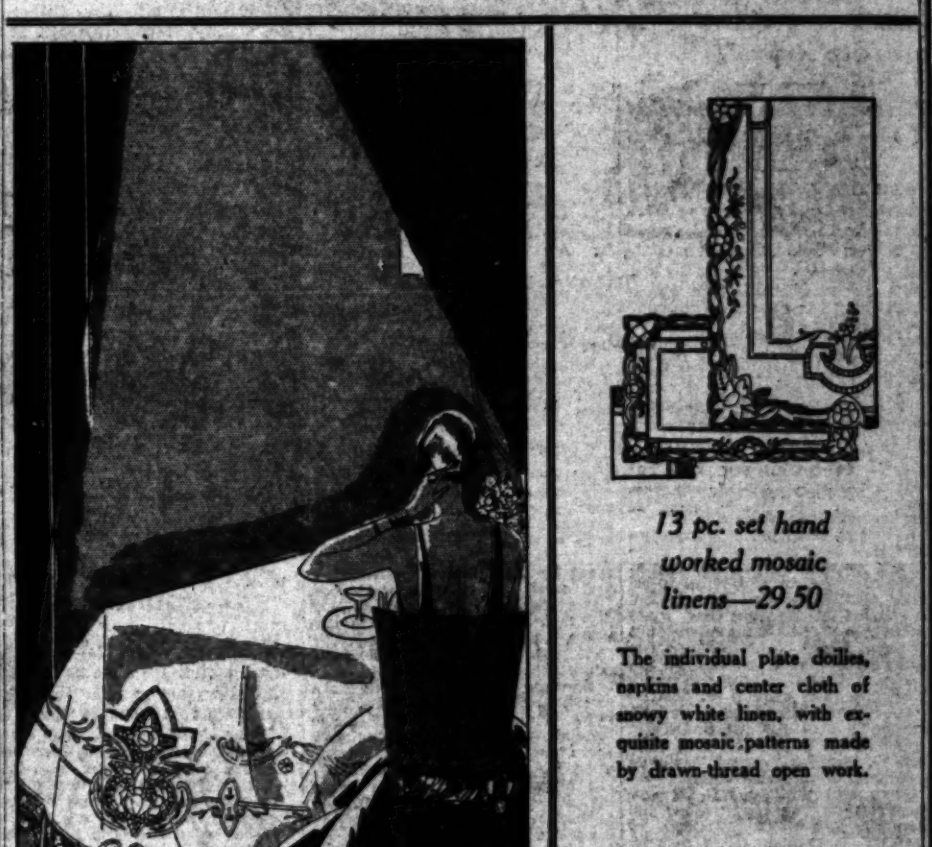 13 pc. set hand
worked mosaic
linens—29.50
The individual plate doilies,
napkins and center cloth of
snowy white linen, with ex-
quisite mosaic patterns made
by drawn-thread open work.